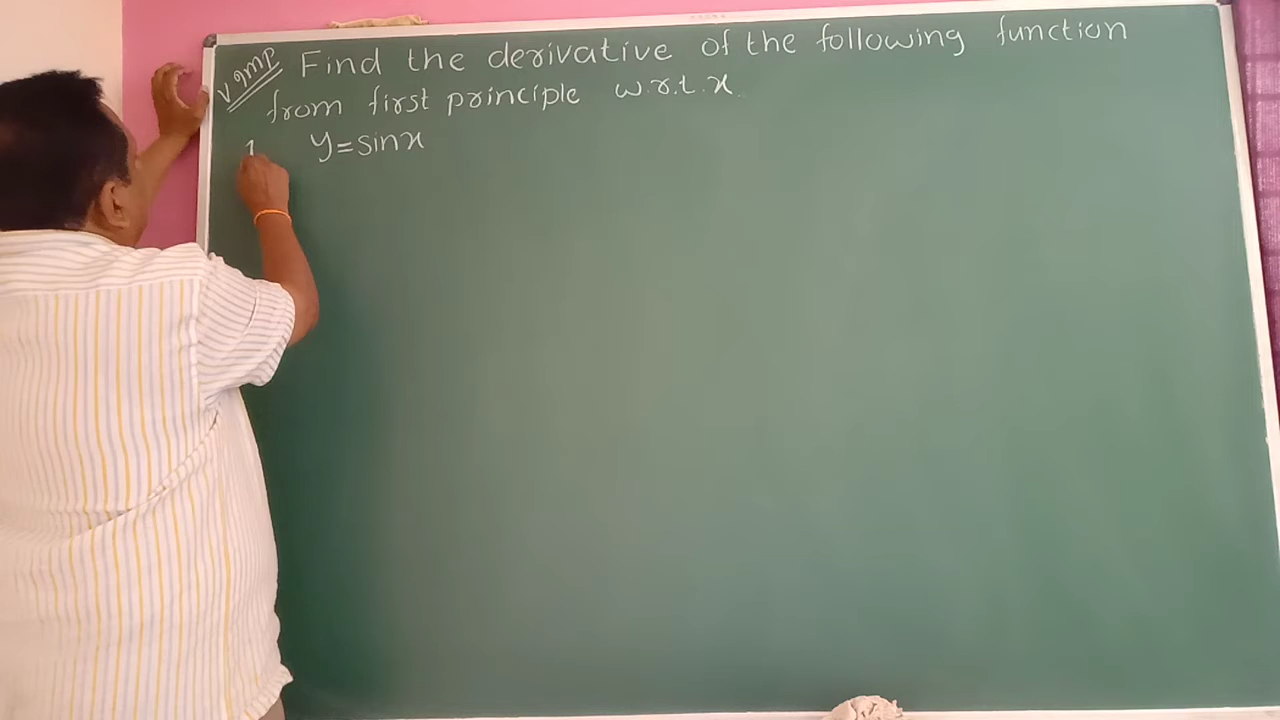 V Imp Find the derivative of the following function
from first principle w.r.t. x
1 y = sinx